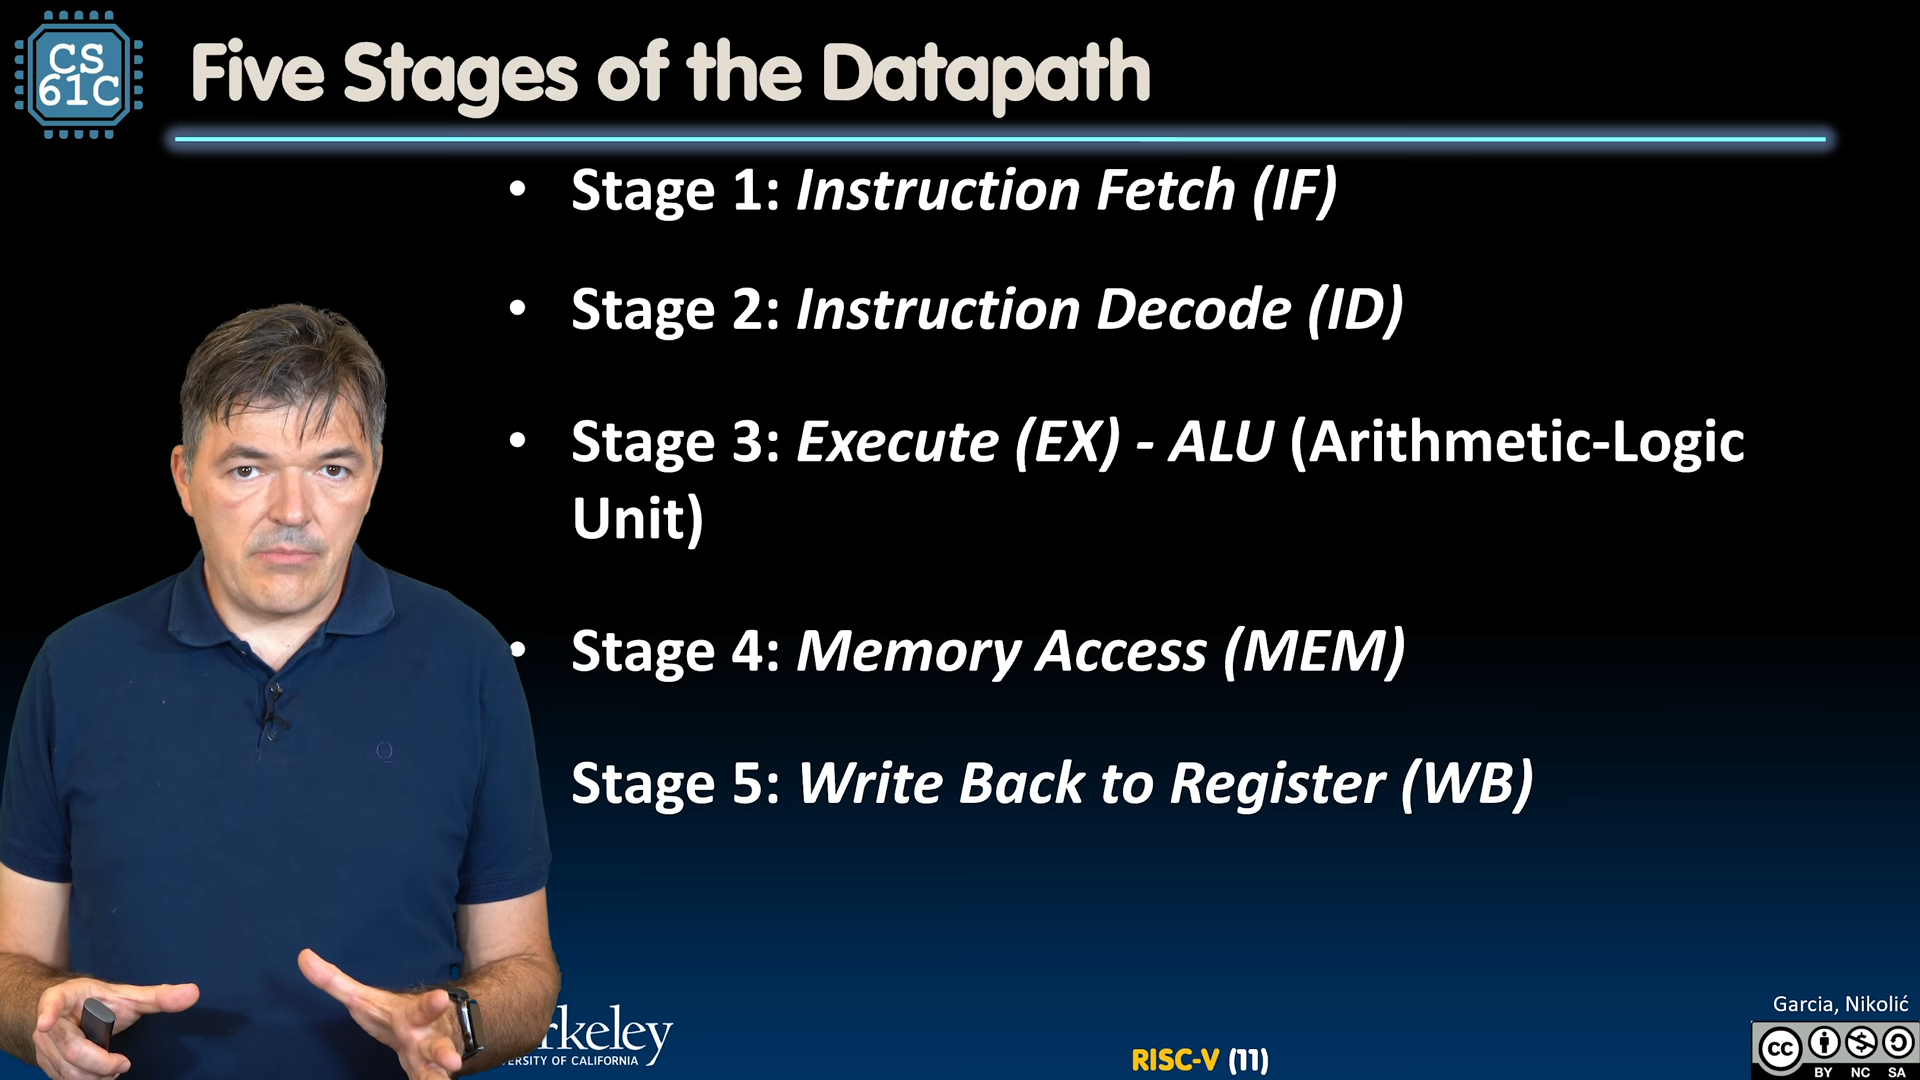 CS
61C
Five Stages of the Datapath
• Stage 1: Instruction Fetch (IF)
• Stage 2: Instruction Decode (ID)
• Stage 3: Execute (EX) - ALU (Arithmetic-Logic
Unit)
• Stage 4: Memory Access (MEM)
Stage 5: Write Back to Register (WB)
rkeley
ERSITY OF CALIFORNIA
RISC-V (11)
Garcia, Nikolić
cc
BY NC SA